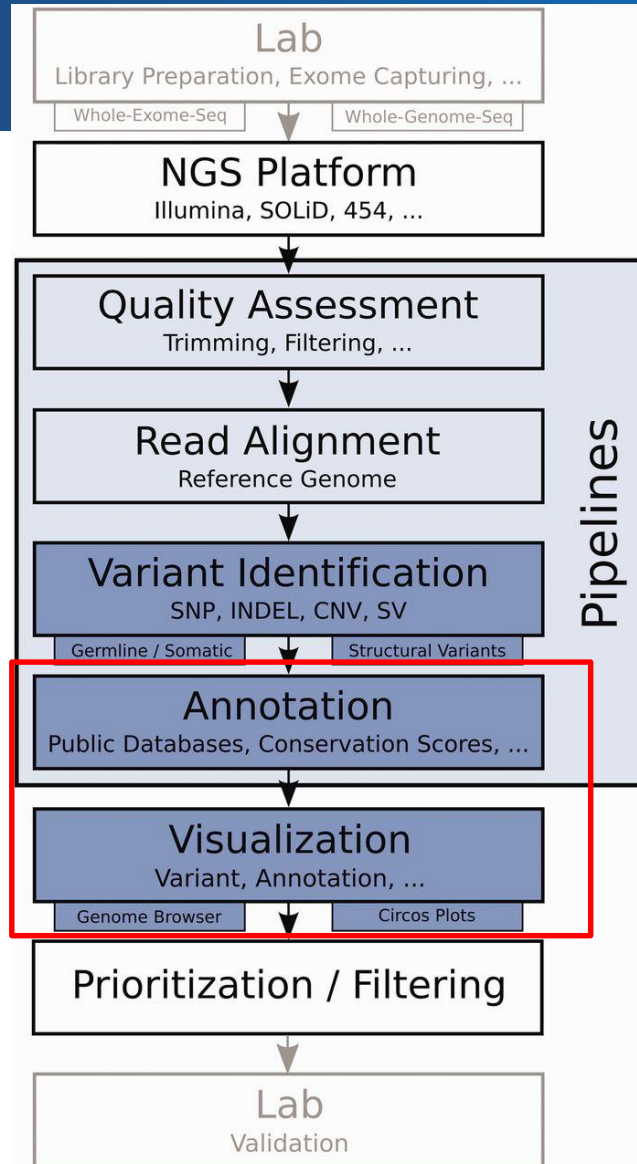 Lab
Library Preparation, Exome Capturing, ...
Whole-Exome-Seq
Whole-Genome-Seq
NGS Platform
Illumina, SOLiD, 454, ...
Quality Assessment
Trimming, Filtering, ...
Read Alignment
Reference Genome
Variant Identification
SNP, INDEL, CNV, SV
Germline / Somatic
Structural Variants
Pipelines
Annotation
Public Databases, Conservation Scores, ...
Visualization
Variant, Annotation, ...
Genome Browser
Circos Plots
Prioritization / Filtering
Lab
Validation